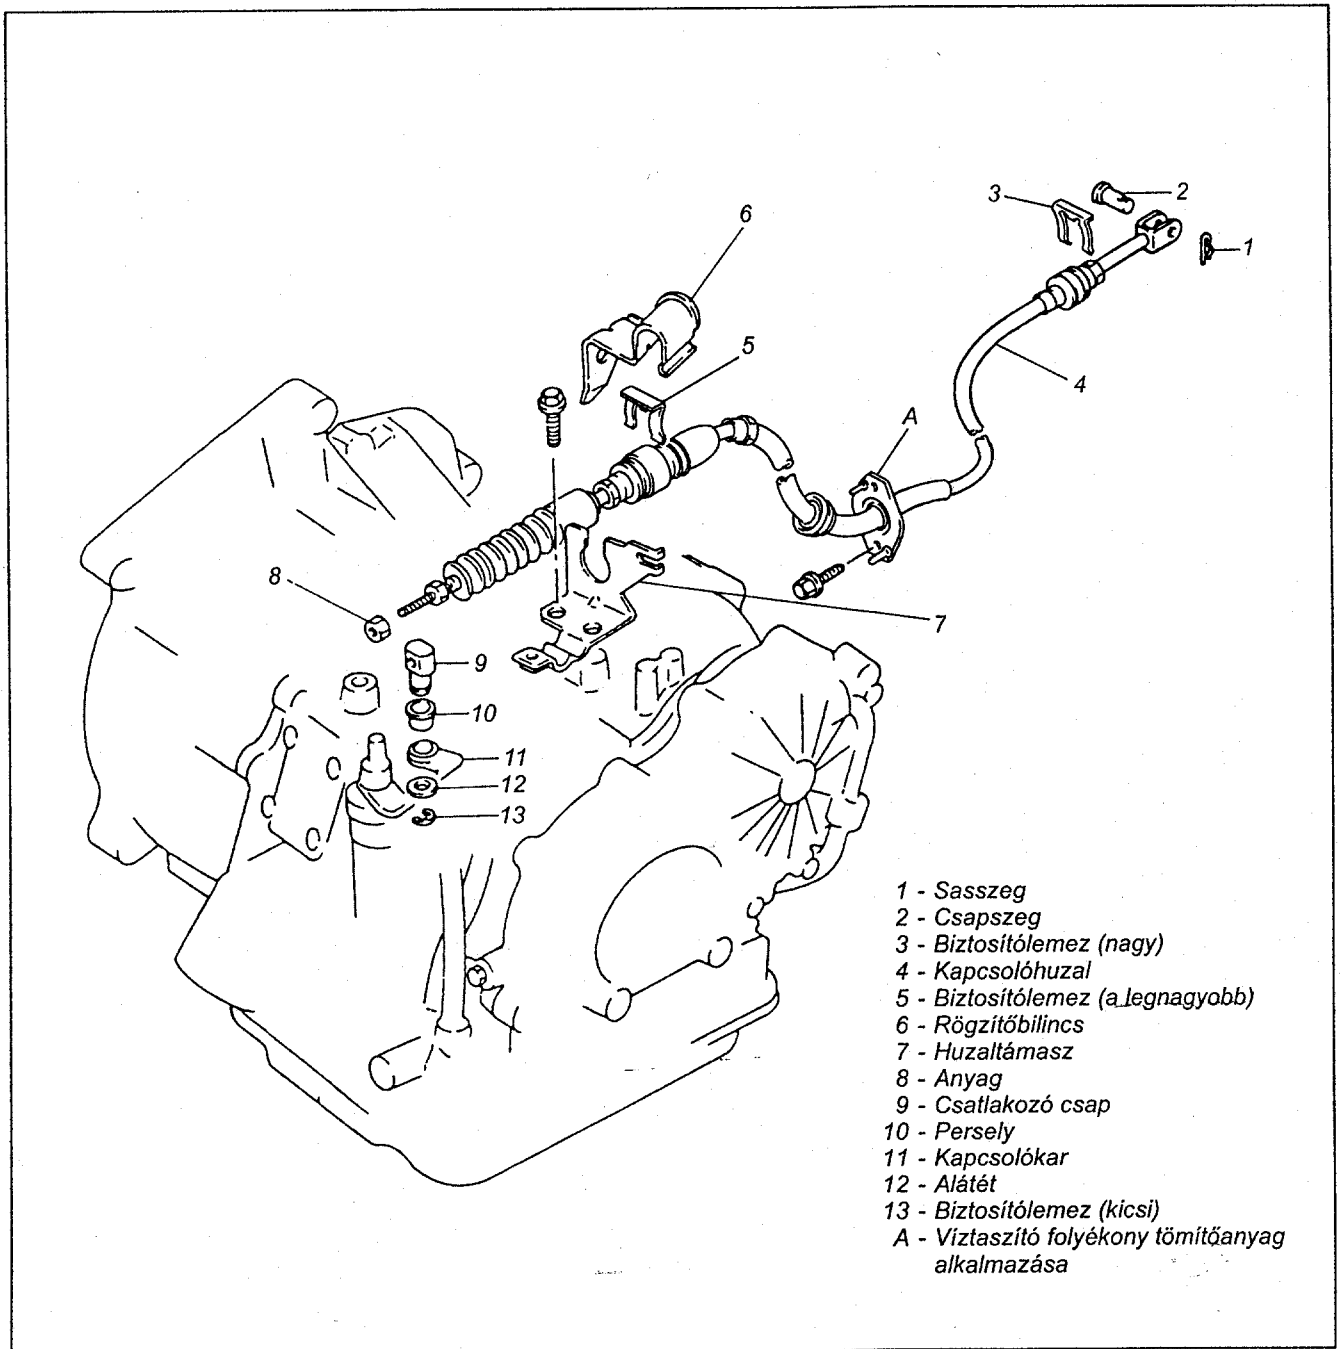 3
2
1
6
5
4
A
8
7
9
10
11
12
13
1 - Sasszeg
2 - Csapszeg
3 - Biztosítólemez (nagy)
4 - Kapcsolóhuzal
5 - Biztosítólemez (a legnagyobb)
6 - Rögzítőbilincs
7 - Huzaltámasz
8 - Anyag
9 - Csatlakozó csap
10 - Persely
11 - Kapcsolókar
12 - Alátét
13 - Biztosítólemez (kicsi)
A - Víztaszító folyékony tömítőanyag
alkalmazása